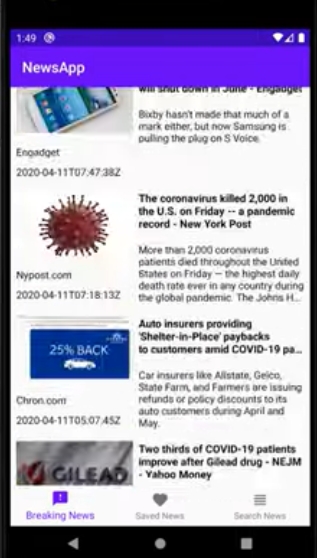 1:49
NewsApp
will shut down in June - Engadget
Bixby hasn't made that much of a
mark either, but now Samsung is
pulling the plug on S Voice.
Engadget
2020-04-11T07:47:38Z
The coronavirus killed 2,000 in
the U.S. on Friday -- a pandemic
record - New York Post
More than 2,000 coronavirus
patients died throughout the United
States on Friday — the highest daily
death rate ever in any country during
the global pandemic. The Johns H...
Nypost.com
2020-04-11T07:18:13Z
Auto insurers providing
'Shelter-in-Place' paybacks
to customers amid COVID-19 pa...
25% BACK
Car insurers like Allstate, Geico,
State Farm, and Farmers are issuing
refunds or policy discounts to its
auto customers during April and
May.
Chron.com
2020-04-11T05:07:45Z
Two thirds of COVID-19 patients
improve after Gilead drug - NEJM
- Yahoo Money
GILEAD
Breaking News
Saved News
Search News